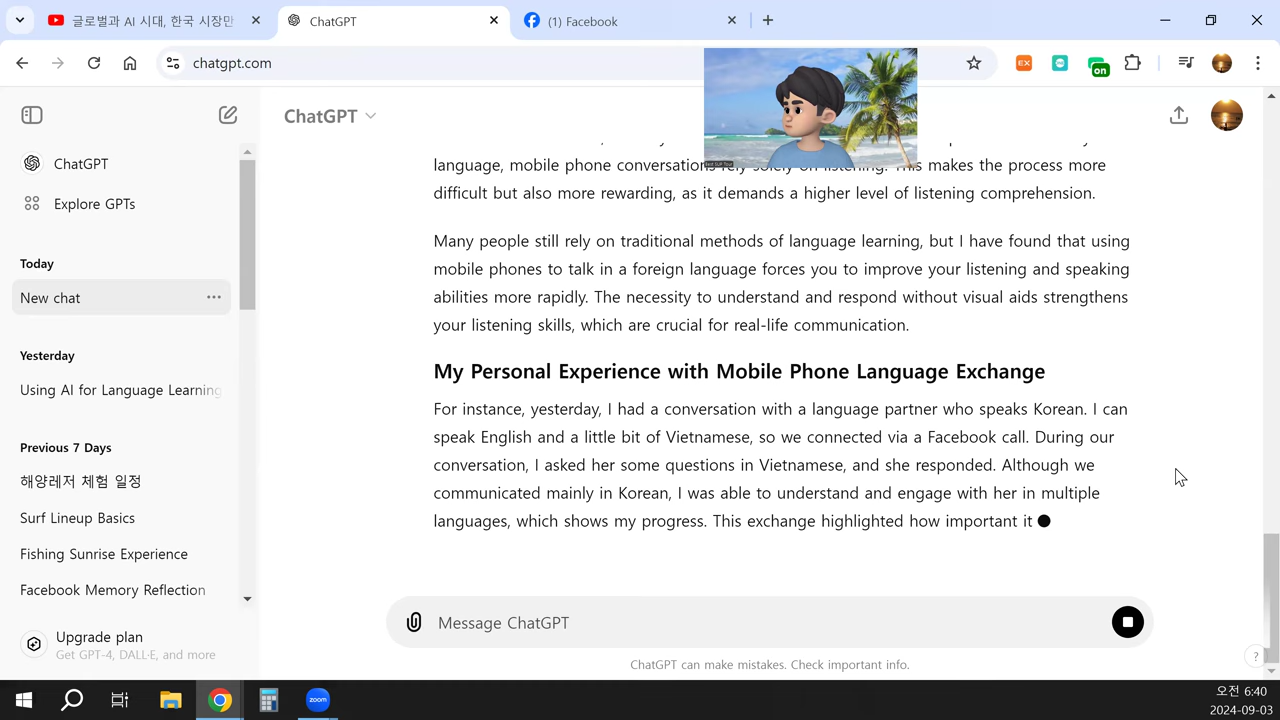 글로벌과 AI 시대, 한국 시장만
ChatGPT
(1) Facebook
chatgpt.com
EX
on
ChatGPT
ChatGPT
Explore GPTs
Today
New chat
Yesterday
Using AI for Language Learning
Previous 7 Days
해양레저 체험 일정
Surf Lineup Basics
Fishing Sunrise Experience
Facebook Memory Reflection
Upgrade plan
Get GPT-4, DALL·E, and more
language, mobile phone conversations rely solely on listening. This makes the process more
difficult but also more rewarding, as it demands a higher level of listening comprehension.
Many people still rely on traditional methods of language learning, but I have found that using
mobile phones to talk in a foreign language forces you to improve your listening and speaking
abilities more rapidly. The necessity to understand and respond without visual aids strengthens
your listening skills, which are crucial for real-life communication.
My Personal Experience with Mobile Phone Language Exchange
For instance, yesterday, I had a conversation with a language partner who speaks Korean. I can
speak English and a little bit of Vietnamese, so we connected via a Facebook call. During our
conversation, I asked her some questions in Vietnamese, and she responded. Although we
communicated mainly in Korean, I was able to understand and engage with her in multiple
languages, which shows my progress. This exchange highlighted how important it
Message ChatGPT
ChatGPT can make mistakes. Check important info.
?
zoom
오전 6:40
2024-09-03